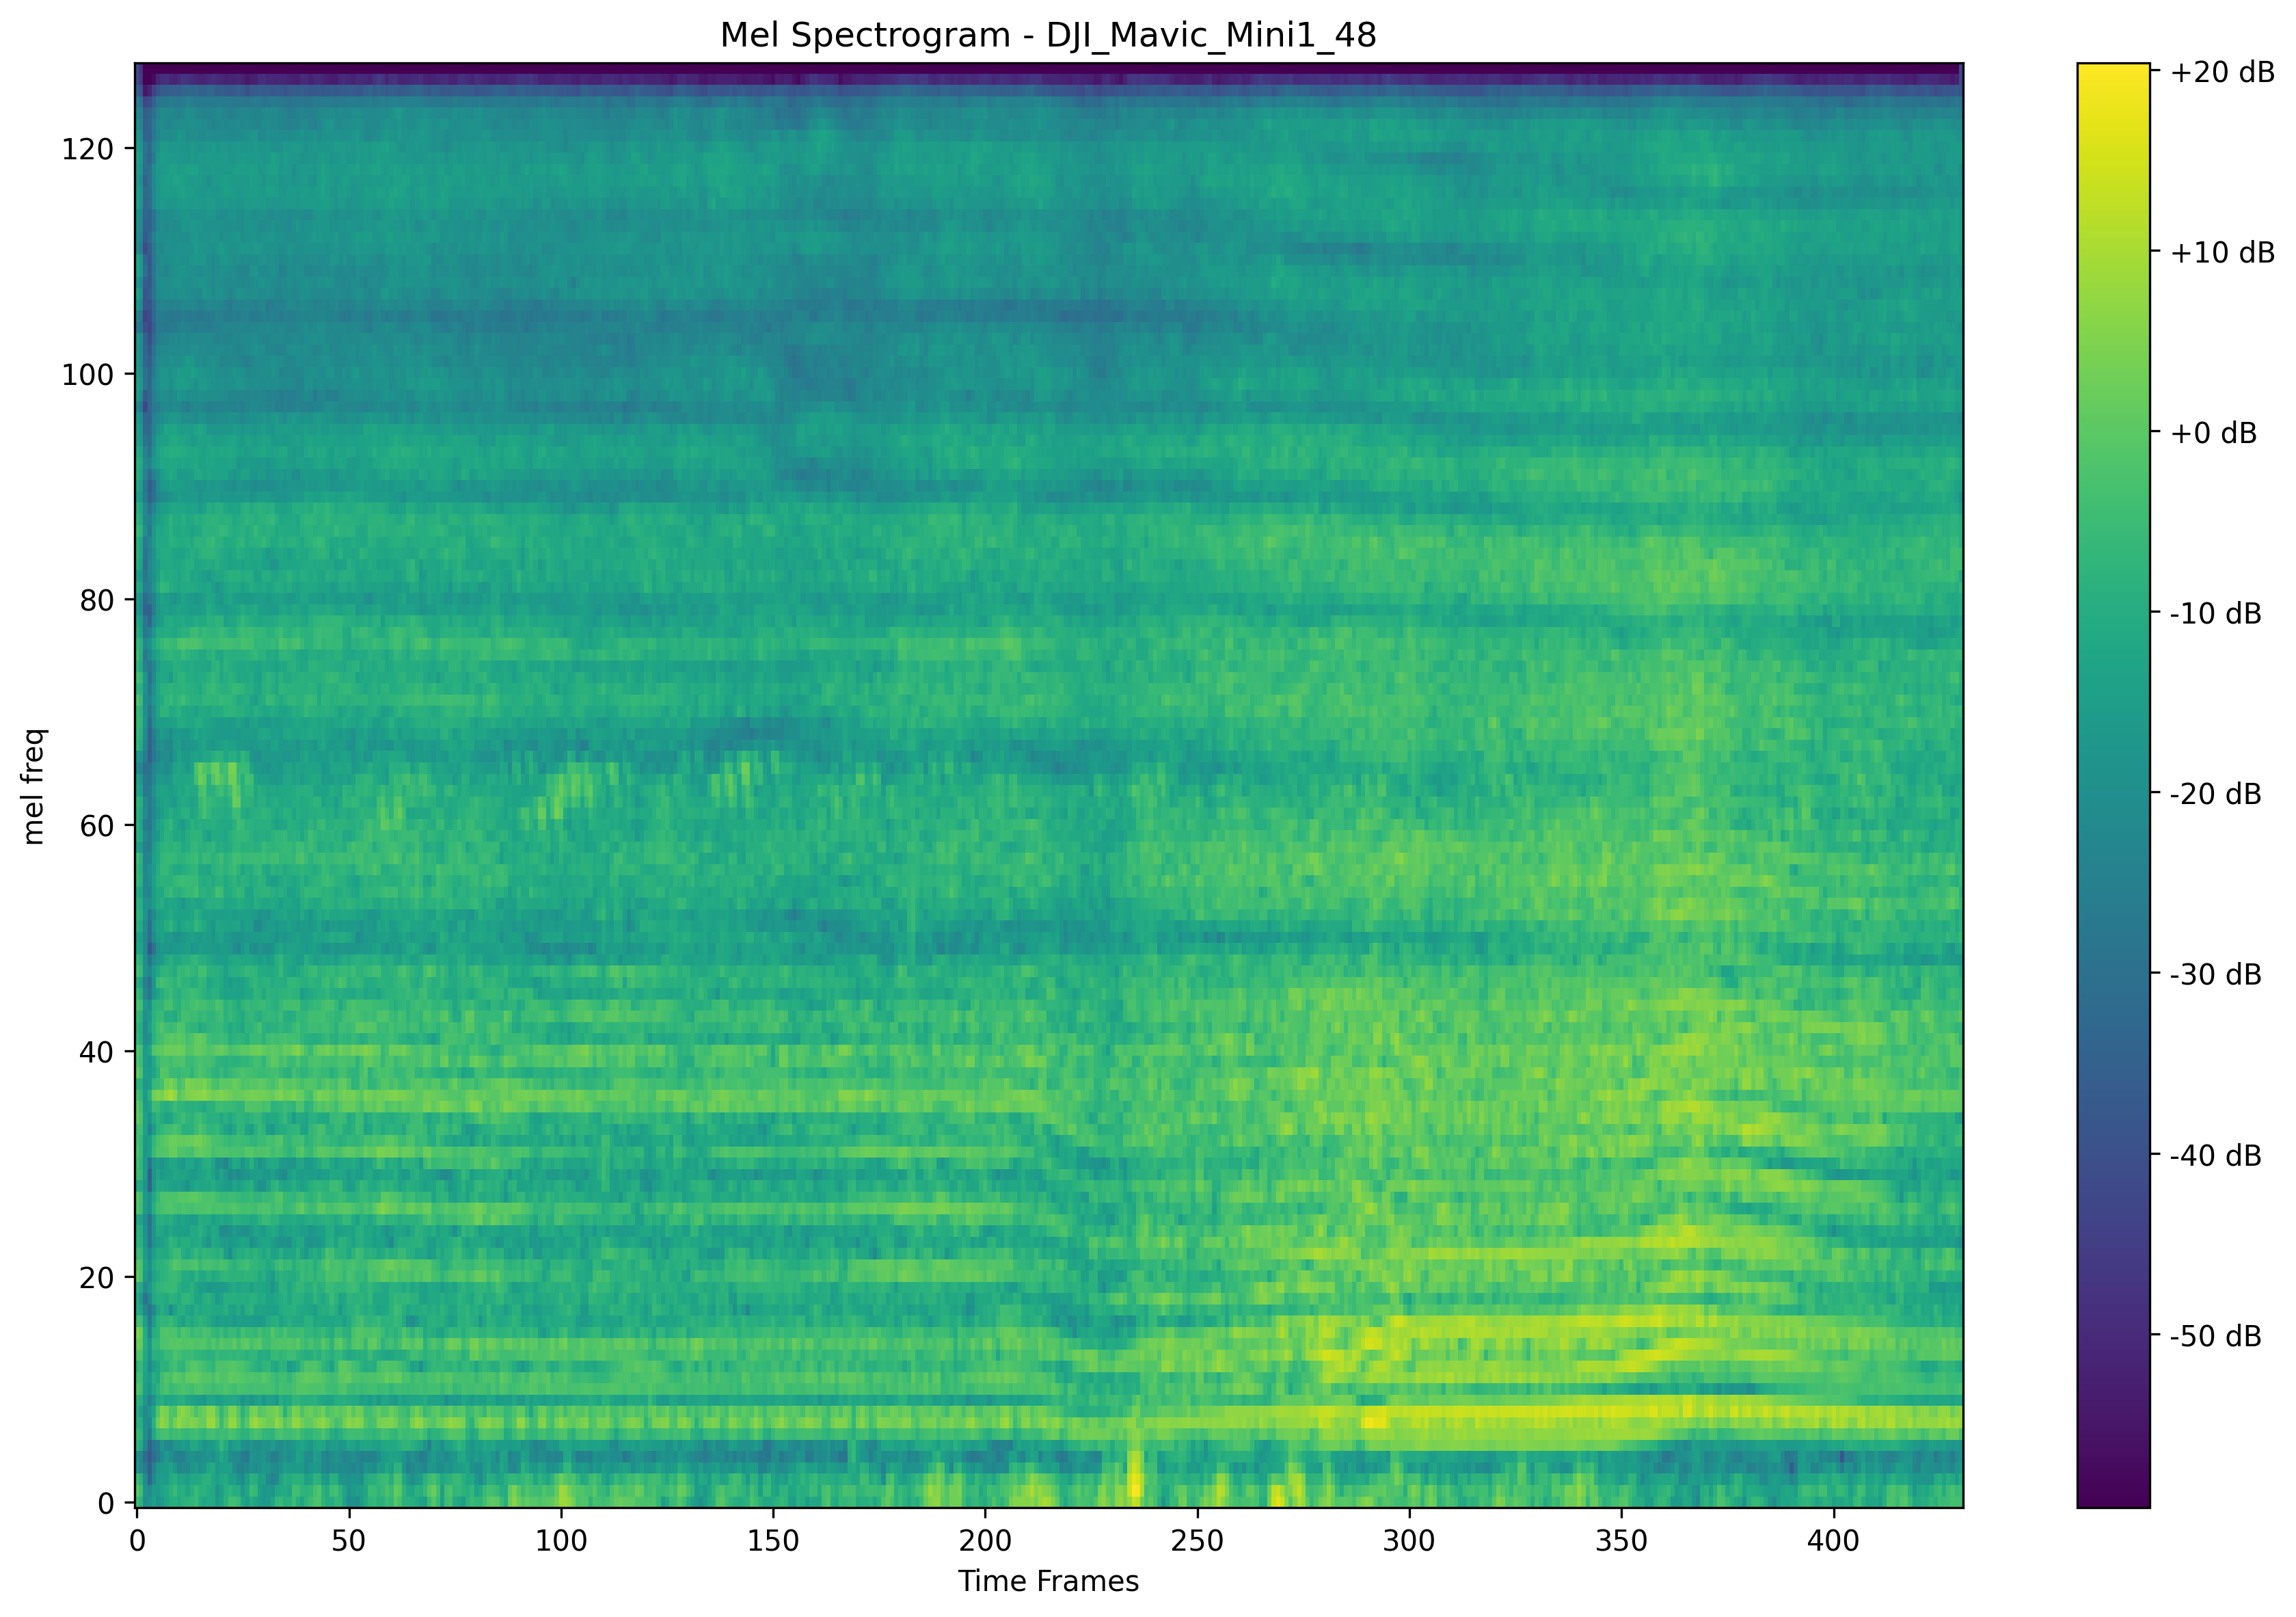 Mel Spectrogram - DJI_Mavic_Mini1_48
mel freq
120
100
80
60
40
20
0
0 50 100 150 200 250 300 350 400
Time Frames
+20 dB
+10 dB
+0 dB
-10 dB
-20 dB
-30 dB
-40 dB
-50 dB